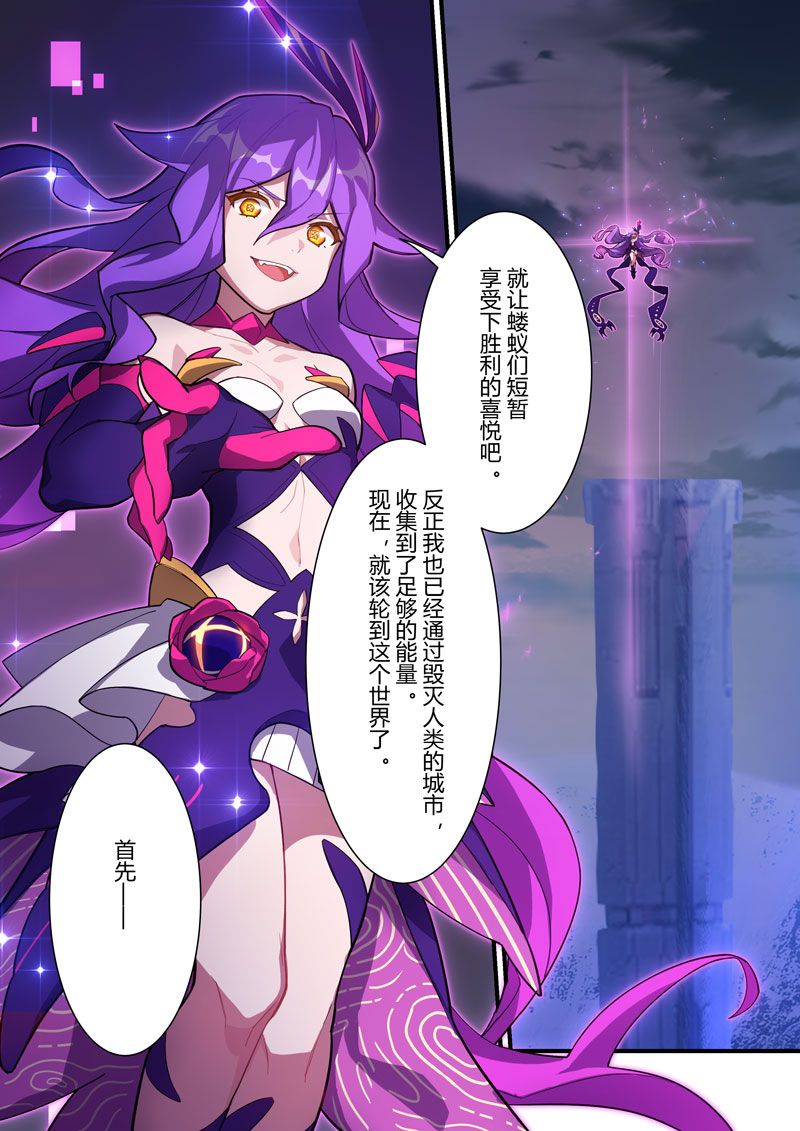 就让蝼蚁们短暂
享受下胜利的喜悦吧。
反正我也已经通过毁灭人类的城市，
收集到了足够的能量。
现在，就该轮到这个世界了。
首先——